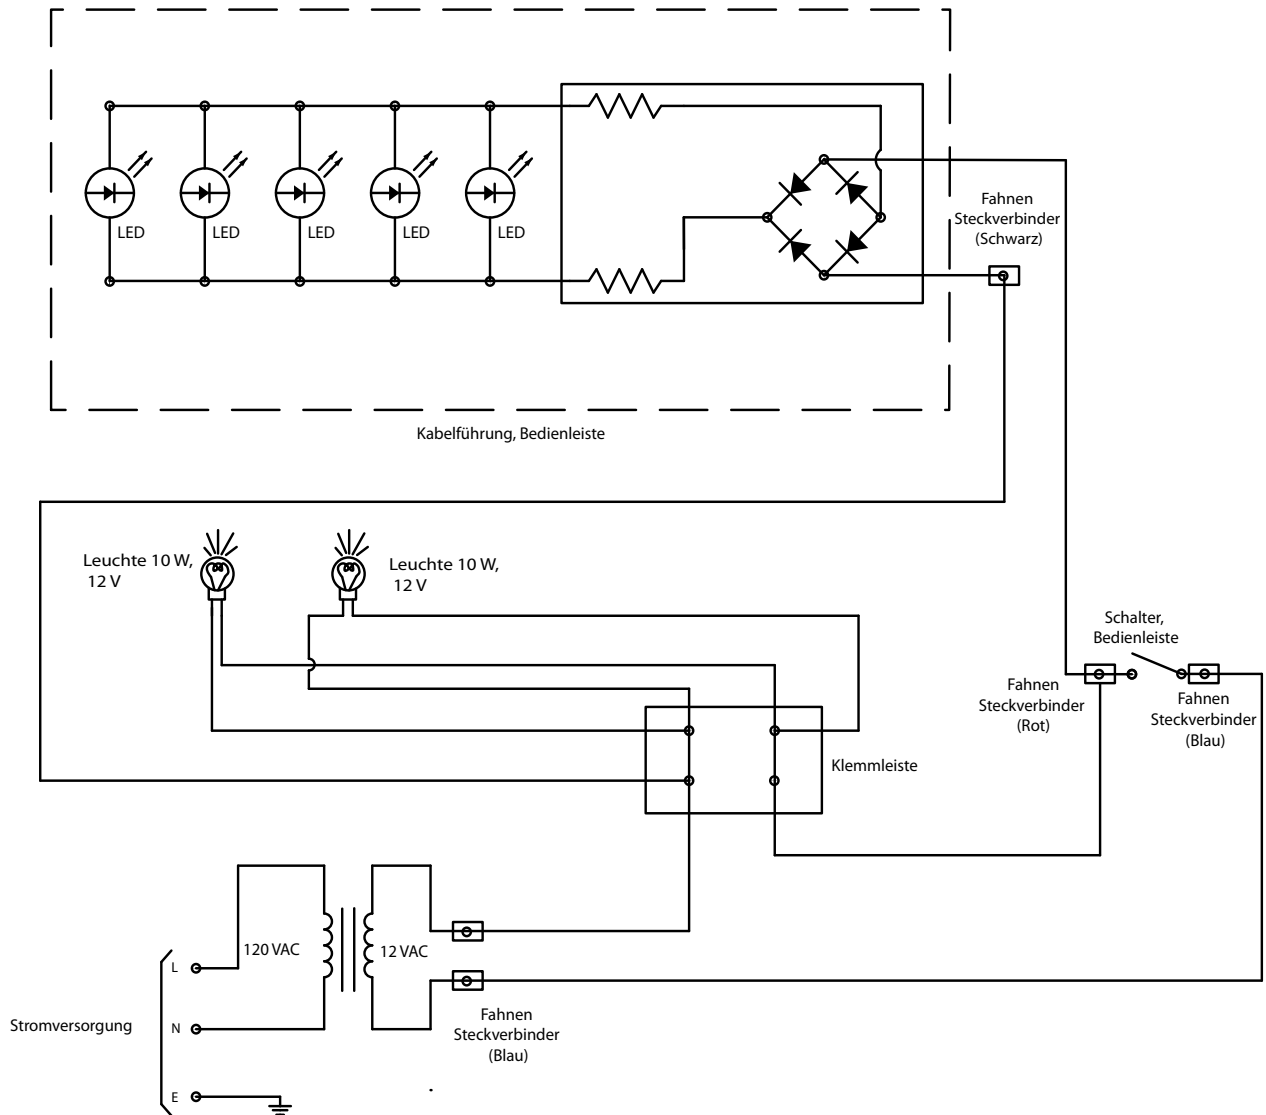 LED
LED
LED
LED
LED
Fahnen
Steckverbinder
(Schwarz)
Kabelführung, Bedienleiste
Leuchte 10 W,
12 V
Leuchte 10 W,
12 V
Schalter,
Bedienleiste
Fahnen
Steckverbinder
(Rot)
Fahnen
Steckverbinder
(Blau)
Klemmleiste
120 VAC
12 VAC
L
Stromversorgung
N
Fahnen
Steckverbinder
(Blau)
E